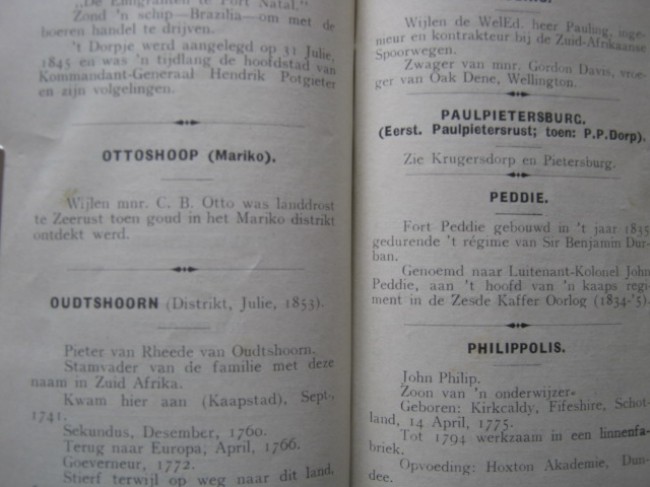 „De Emigranten te Port Natal."
Zond 'n schip—Brazilia—om met de
boeren handel te drijven.
't Dorpje werd aangelegd op 31 Julie,
1845 en was 'n tijdlang de hoofdstad van
Kommandant-Generaal Hendrik Potgieter
en zijn volgelingen.
OTTOSHOOP (Mariko).
Wijlen mnr. C. B. Otto was landdrost
te Zeerust toen goud in het Mariko distrikt
ontdekt werd.
OUDTSHOORN (Distrikt, Julie, 1853).
Pieter van Rheede van Oudtshoorn.
Stamvader van de familie met deze
naam in Zuid Afrika.
Kwam hier aan (Kaapstad), Sept.,
1741.
Sekundus, Desember, 1760.
Terug naar Europa, April, 1766.
Goeverneur, 1772.
Stierf terwijl op weg naar dit land,
Wijlen de WelEd. heer Pauling, inge-
nieur en kontrakteur bij de Zuid-Afrikaanse
Spoorwegen.
Zwager van mnr. Gordon Davis, vroe-
ger van Oak Dene, Wellington.
PAULPIETERSBURG.
(Eerst. Paulpietersrust; toen: P.P.Dorp).
Zie Krugersdorp en Pietersburg.
PEDDIE.
Fort Peddie gebouwd in 't jaar 1835
gedurende 't régime van Sir Benjamin Dur-
ban.
Genoemd naar Luitenant-Kolonel John
Peddie, aan 't hoofd van 'n kaaps regi-
ment in de Zesde Kaffer Oorlog (1834-'5).
PHILIPPOLIS.
John Philip.
Zoon van 'n onderwijzer.
Geboren: Kirkcaldy, Fifeshire, Schot-
land, 14 April, 1775.
Tot 1794 werkzaam in een linnenfa-
briek.
Opvoeding: Hoxton Akademie, Dun-
dee.